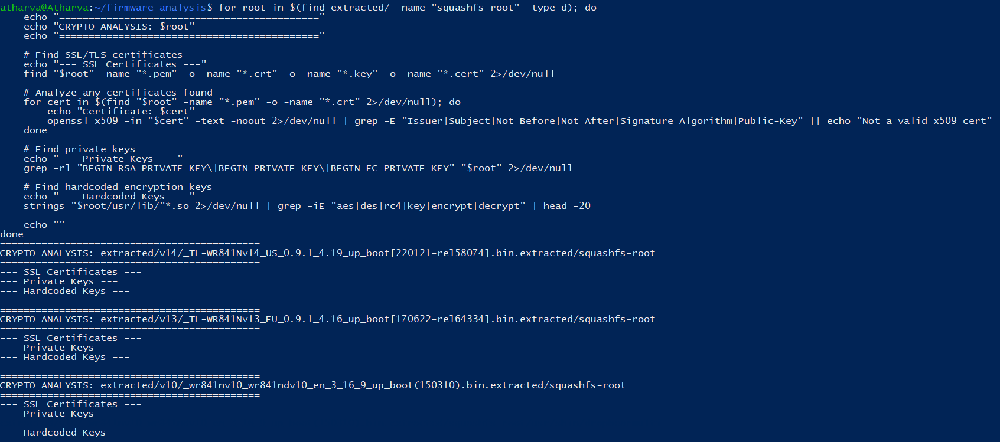 atharva@Atharva:~/firmware-analysis$ for root in $(find extracted/ -name "squashfs-root" -type d); do
    echo "============================================"
    echo "CRYPTO ANALYSIS: $root"
    echo "============================================"

    # Find SSL/TLS certificates
    echo "--- SSL Certificates ---"
    find "$root" -name "*.pem" -o -name "*.crt" -o -name "*.key" -o -name "*.cert" 2>/dev/null

    # Analyze any certificates found
    for cert in $(find "$root" -name "*.pem" -o -name "*.crt" 2>/dev/null); do
        echo "Certificate: $cert"
        openssl x509 -in "$cert" -text -noout 2>/dev/null | grep -E "Issuer|Subject|Not Before|Not After|Signature Algorithm|Public-Key" || echo "Not a valid x509 cert"
    done

    # Find private keys
    echo "--- Private Keys ---"
    grep -rl "BEGIN RSA PRIVATE KEY\|BEGIN PRIVATE KEY\|BEGIN EC PRIVATE KEY" "$root" 2>/dev/null

    # Find hardcoded encryption keys
    echo "--- Hardcoded Keys ---"
    strings "$root/usr/lib/"*.so 2>/dev/null | grep -iE "aes|des|rc4|key|encrypt|decrypt" | head -20

    echo ""
done
============================================
CRYPTO ANALYSIS: extracted/v14/_TL-WR841Nv14_US_0.9.1_4.19_up_boot[220121-rel58074].bin.extracted/squashfs-root
============================================
--- SSL Certificates ---
--- Private Keys ---
--- Hardcoded Keys ---

============================================
CRYPTO ANALYSIS: extracted/v13/_TL-WR841Nv13_EU_0.9.1_4.16_up_boot[170622-rel64334].bin.extracted/squashfs-root
============================================
--- SSL Certificates ---
--- Private Keys ---
--- Hardcoded Keys ---

============================================
CRYPTO ANALYSIS: extracted/v10/_wr841nv10_wr841ndv10_en_3_16_9_up_boot(150310).bin.extracted/squashfs-root
============================================
--- SSL Certificates ---
--- Private Keys ---

--- Hardcoded Keys ---